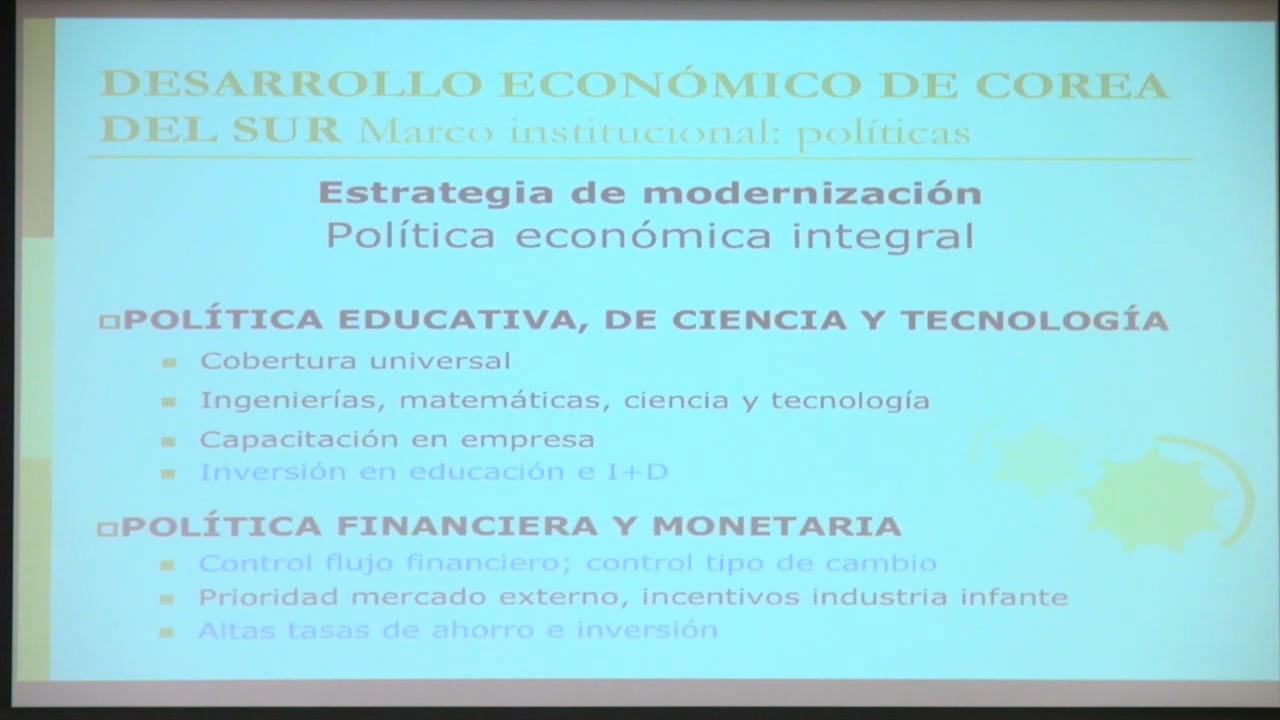 DESARROLLO ECONÓMICO DE COREA
DEL SUR Marco institucional: políticas
Estrategia de modernización
Política económica integral
POLÍTICA EDUCATIVA, DE CIENCIA Y TECNOLOGÍA
Cobertura universal
Ingenierías, matemáticas, ciencia y tecnología
Capacitación en empresa
Inversión en educación e I+D
POLÍTICA FINANCIERA Y MONETARIA
Control flujo financiero; control tipo de cambio
Prioridad mercado externo, incentivos industria infante
Altas tasas de ahorro e inversión